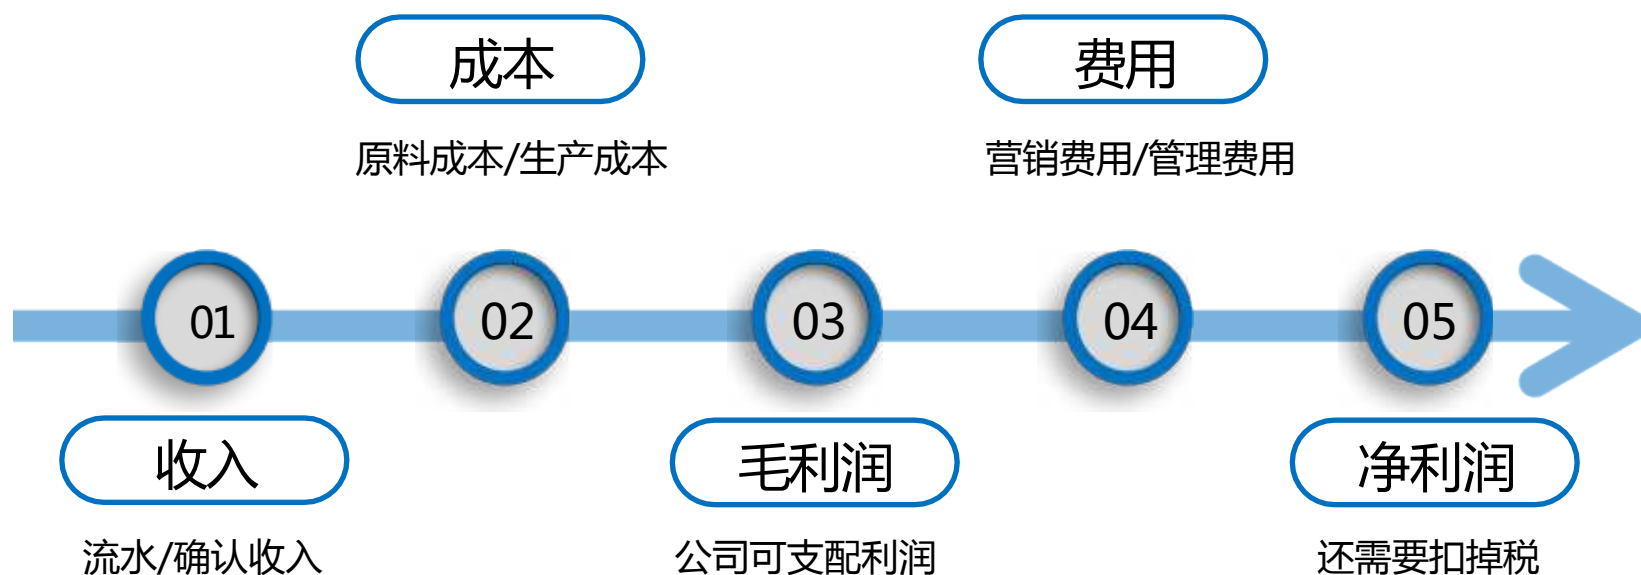 成本
费用
原料成本/生产成本
营销费用/管理费用
01
02
03
04
05
收入
毛利润
净利润
流水/确认收入
公司可支配利润
还需要扣掉税